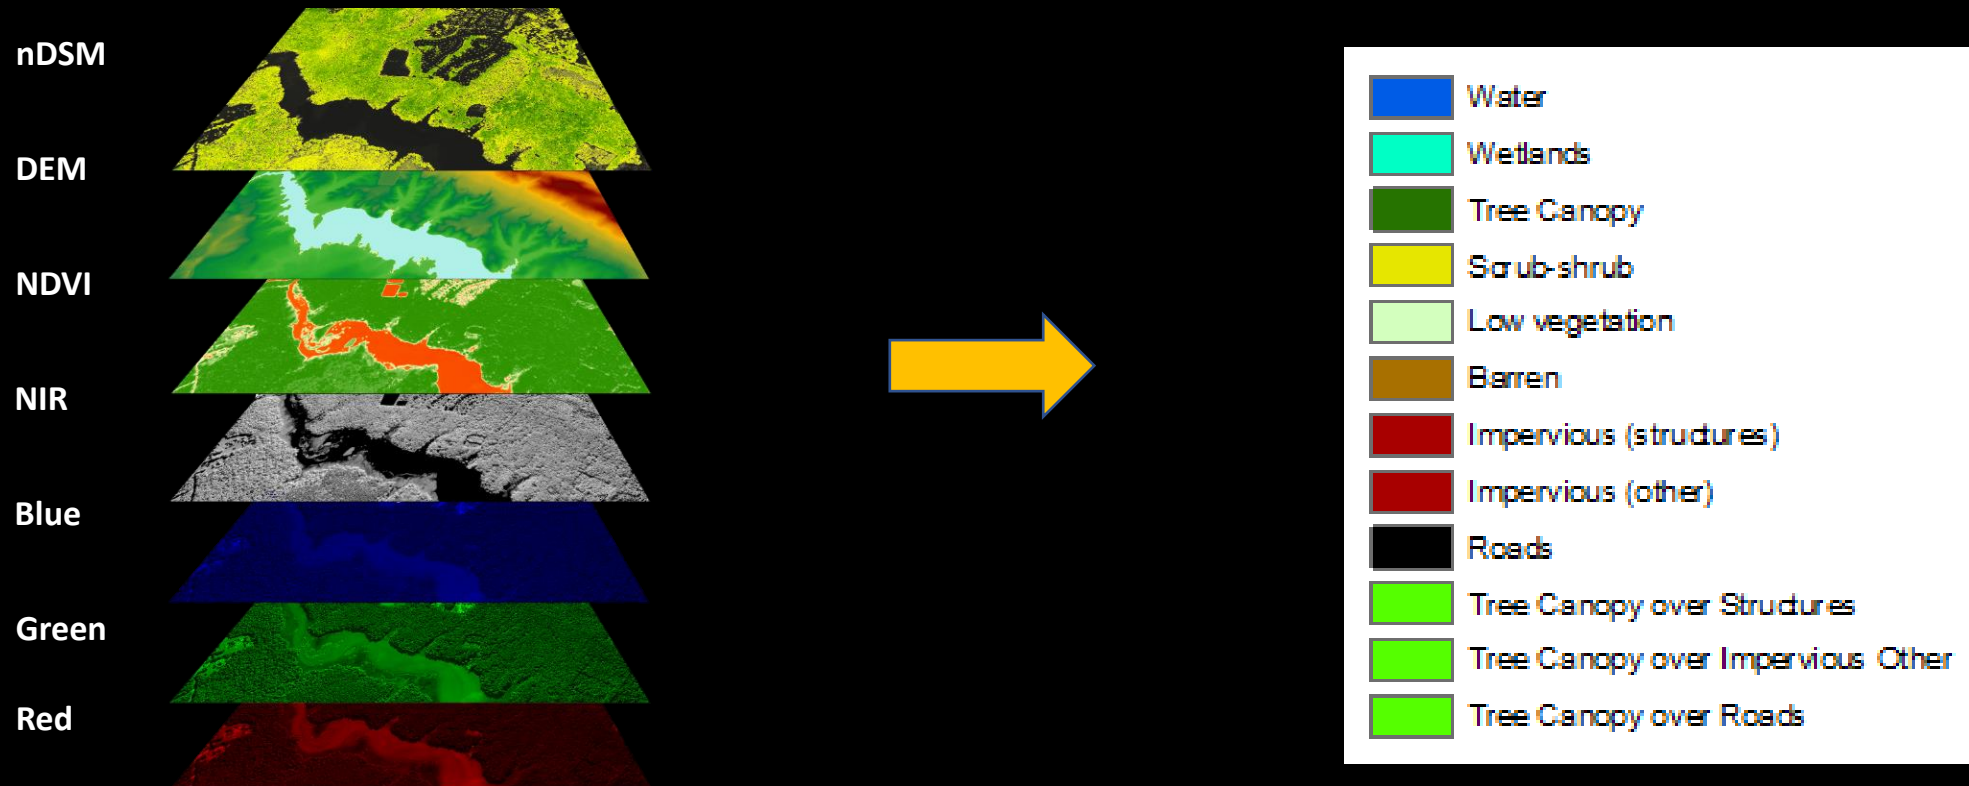 nDSM
DEM
NDVI
NIR
Blue
Green
Red
Water
Wetlands
Tree Canopy
Scrub-shrub
Low vegetation
Barren
Impervious (structures)
Impervious (other)
Roads
Tree Canopy over Structures
Tree Canopy over Impervious Other
Tree Canopy over Roads